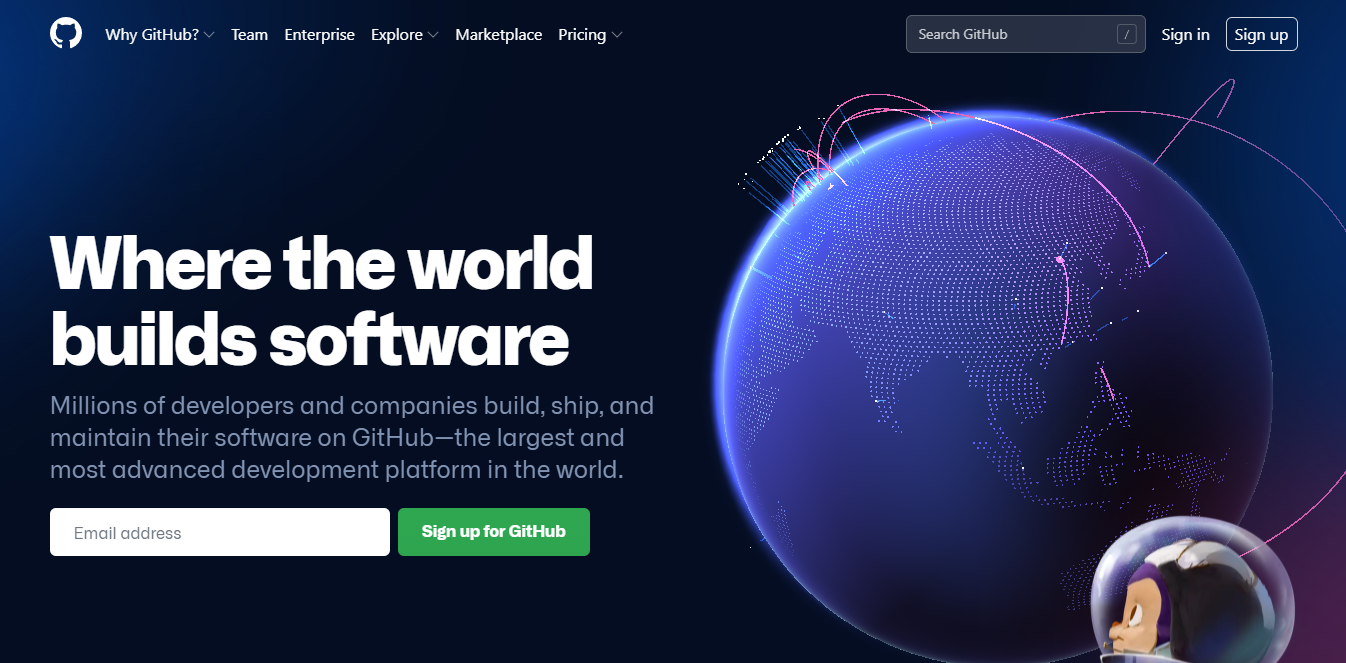 Why GitHub? Team Enterprise Explore Marketplace Pricing Search GitHub / Sign in Sign up
Where the world
builds software
Millions of developers and companies build, ship, and
maintain their software on GitHub—the largest and
most advanced development platform in the world.
Email address Sign up for GitHub